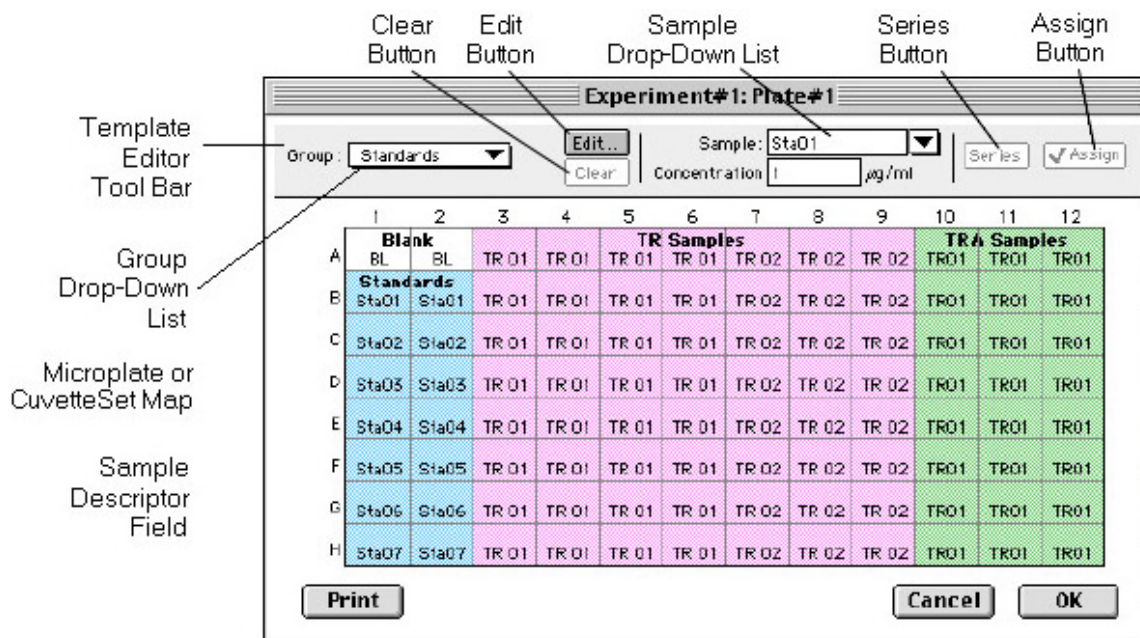 Clear
Button
Edit
Button
Sample
Drop-Down List
Series
Button
Assign
Button
Experiment#1: Plate#1
Template
Editor
Tool Bar
Group: Standards Edit.. Sample: Sta01 Series Assign
Clear Concentration 1 µg/ml
Group
Drop-Down
List
Microplate or
CuvetteSet Map
Sample
Descriptor
Field
1 2 3 4 5 6 7 8 9 10 11 12
Blank TR Samples TRA Samples
A BL BL TR 01 TR 01 TR 01 TR 01 TR 02 TR 02 TR 02 TR01 TR01 TR01
Standards
B Sta01 Sta01 TR 01 TR 01 TR 01 TR 01 TR 02 TR 02 TR 02 TR01 TR01 TR01
C Sta02 Sta02 TR 01 TR 01 TR 01 TR 01 TR 02 TR 02 TR 02 TR01 TR01 TR01
D Sta03 Sta03 TR 01 TR 01 TR 01 TR 01 TR 02 TR 02 TR 02 TR01 TR01 TR01
E Sta04 Sta04 TR 01 TR 01 TR 01 TR 01 TR 02 TR 02 TR 02 TR01 TR01 TR01
F Sta05 Sta05 TR 01 TR 01 TR 01 TR 01 TR 02 TR 02 TR 02 TR01 TR01 TR01
G Sta06 Sta06 TR 01 TR 01 TR 01 TR 01 TR 02 TR 02 TR 02 TR01 TR01 TR01
H Sta07 Sta07 TR 01 TR 01 TR 01 TR 01 TR 02 TR 02 TR 02 TR01 TR01 TR01
Print Cancel OK